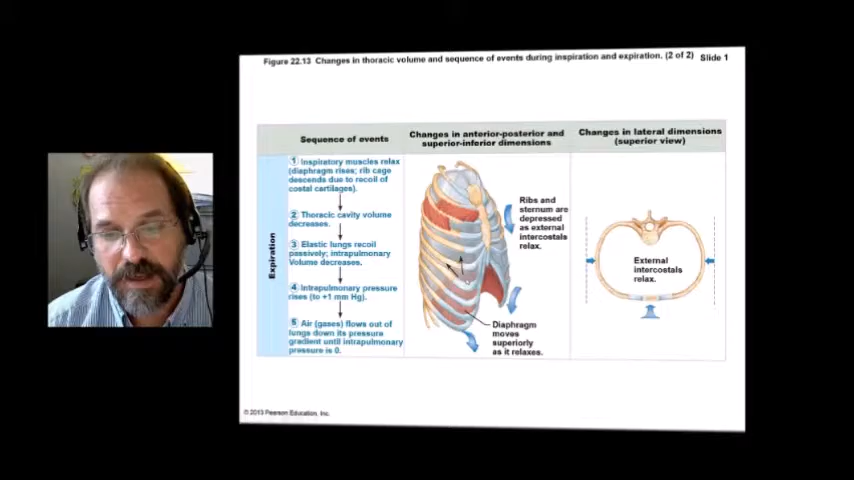 Figure 22.13 Changes in thoracic volume and sequence of events during inspiration and expiration. (2 of 2) Slide 1
Sequence of events
Changes in anterior-posterior and
superior-inferior dimensions
Changes in lateral dimensions
(superior view)
Expiration
1 Inspiratory muscles relax
(diaphragm rises; rib cage
descends due to recoil of
costal cartilages).
2 Thoracic cavity volume
decreases.
3 Elastic lungs recoil
passively; intrapulmonary
Volume decreases.
4 Intrapulmonary pressure
rises (to +1 mm Hg).
5 Air (gases) flows out of
lungs down its pressure
gradient until intrapulmonary
pressure is 0.
Ribs and
sternum are
depressed
as external
intercostals
relax.
Diaphragm
moves
superiorly
as it relaxes.
External
intercostals
relax.
© 2013 Pearson Education, Inc.